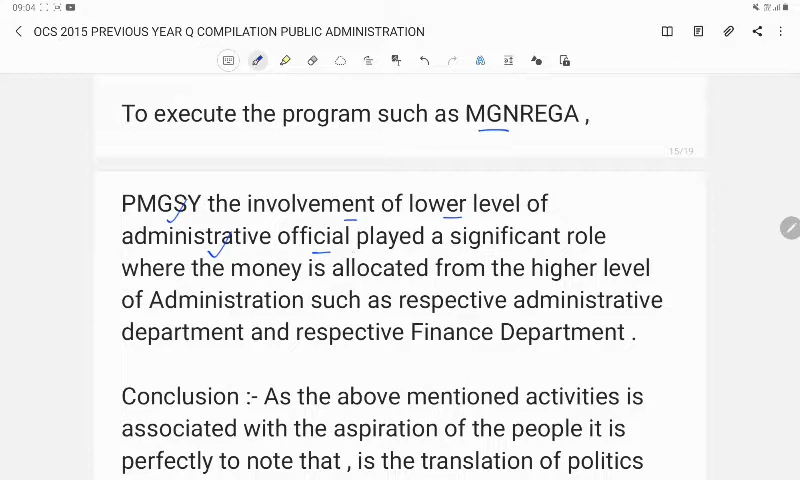 09:04
OCS 2015 PREVIOUS YEAR Q COMPILATION PUBLIC ADMINISTRATION
To execute the program such as MGNREGA ,
15/19
PMGSY the involvement of lower level of
administrative official played a significant role
where the money is allocated from the higher level
of Administration such as respective administrative
department and respective Finance Department .
Conclusion :- As the above mentioned activities is
associated with the aspiration of the people it is
perfectly to note that , is the translation of politics